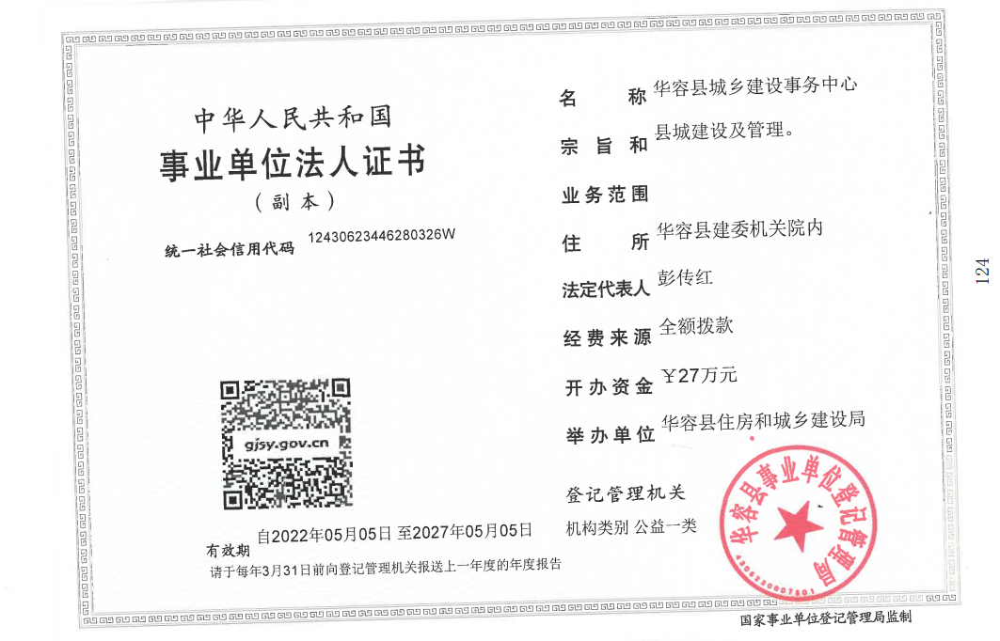 中华人民共和国
事业单位法人证书
（副本）
统一社会信用代码 12430623446280326W
gjsy.gov.cn
有效期 自2022年05月05日 至2027年05月05日
请于每年3月31日前向登记管理机关报送上一年度的年度报告
名称 华容县城乡建设事务中心
宗旨和 县城建设及管理。
业务范围
住所 华容县建委机关院内
法定代表人 彭传红
经费来源 全额拨款
开办资金 ￥27万元
举办单位 华容县住房和城乡建设局
登记管理机关
机构类别 公益一类
华容县事业单位登记管理局
4306230007601
国家事业单位登记管理局监制
124